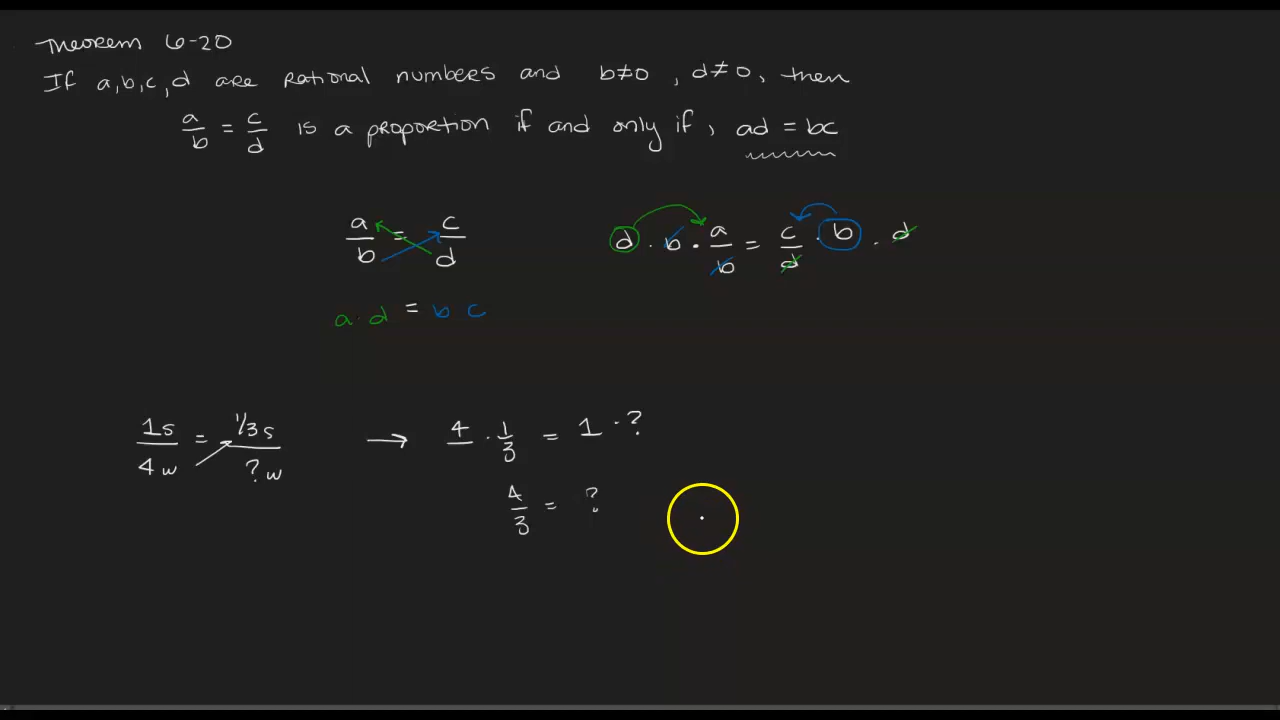 Theorem 6-20
If a,b,c,d are rational numbers and b≠0, d≠0, then
a/b = c/d is a proportion if and only if, ad = bc
a/b = c/d
d · b · a/b = c/d · b · d
a · d = b c
1s/4w = 1/3 s/? w → 4 · 1/3 = 1 · ?
4/3 = ?